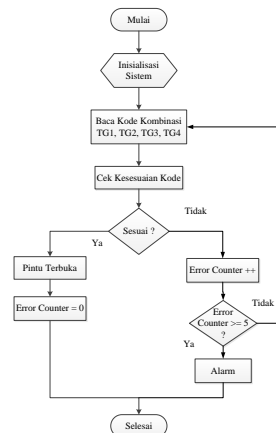 Mulai
Inisialisasi
Sistem
Baca Kode Kombinasi
TG1, TG2, TG3, TG4
Cek Kesesuaian Kode
Sesuai ?
Tidak
Ya
Pintu Terbuka
Error Counter ++
Error Counter = 0
Error
Counter >= 5
?
Tidak
Ya
Alarm
Selesai